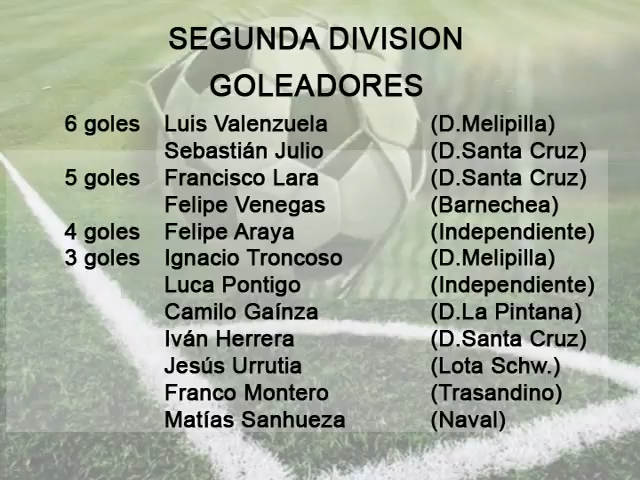 SEGUNDA DIVISION
GOLEADORES
6 goles Luis Valenzuela (D.Melipilla)
Sebastián Julio (D.Santa Cruz)
5 goles Francisco Lara (D.Santa Cruz)
Felipe Venegas (Barnechea)
4 goles Felipe Araya (Independiente)
3 goles Ignacio Troncoso (D.Melipilla)
Luca Pontigo (Independiente)
Camilo Gaínza (D.La Pintana)
Iván Herrera (D.Santa Cruz)
Jesús Urrutia (Lota Schw.)
Franco Montero (Trasandino)
Matías Sanhueza (Naval)